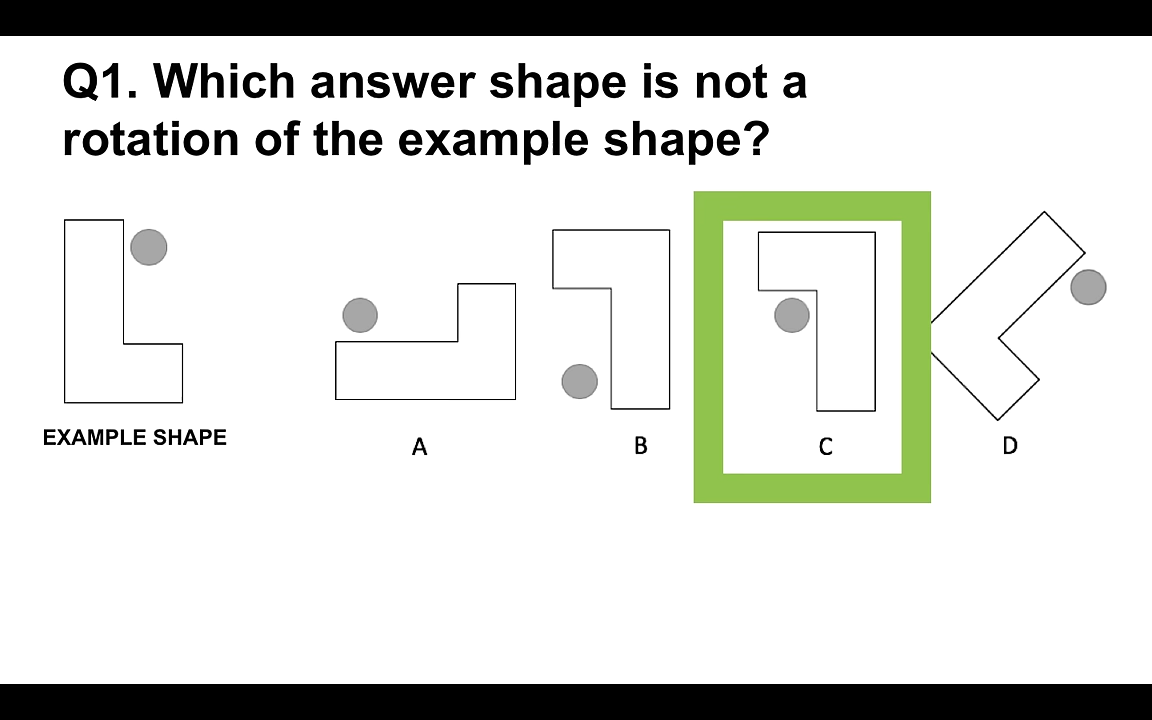 Q1. Which answer shape is not a
rotation of the example shape?
EXAMPLE SHAPE
A
B
C
D